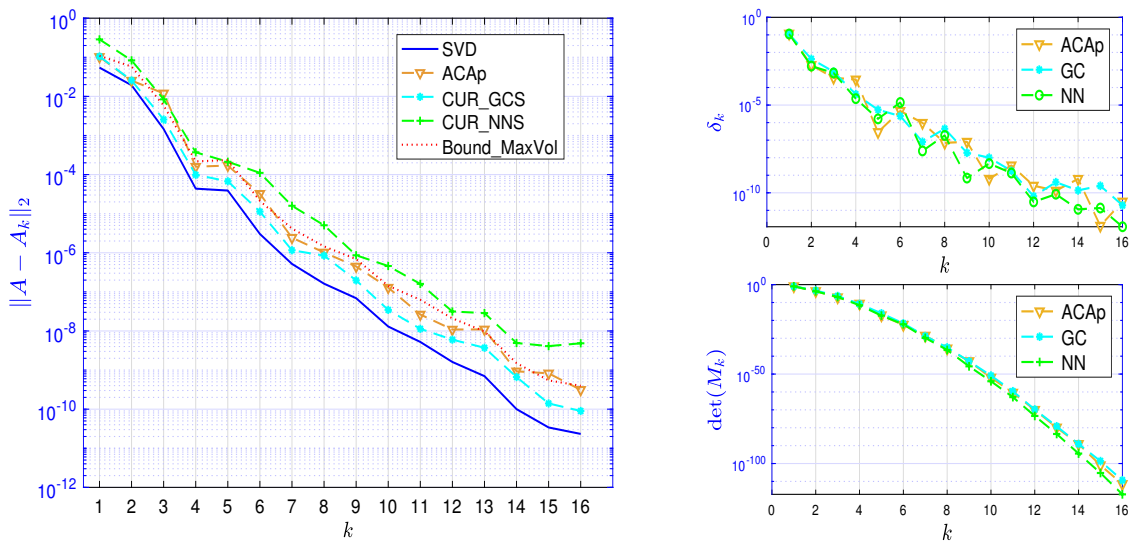 10^0
10^-2
10^-4
10^-6
10^-8
10^-10
10^-12
||A − A_k||_2
1 2 3 4 5 6 7 8 9 10 11 12 13 14 15 16
k
SVD
ACAp
CUR_GCS
CUR_NNS
Bound_MaxVol
10^0
10^-5
10^-10
δ_k
0 2 4 6 8 10 12 14 16
k
ACAp
GC
NN
10^0
10^-50
10^-100
det(M_k)
0 2 4 6 8 10 12 14 16
k
ACAp
GC
NN